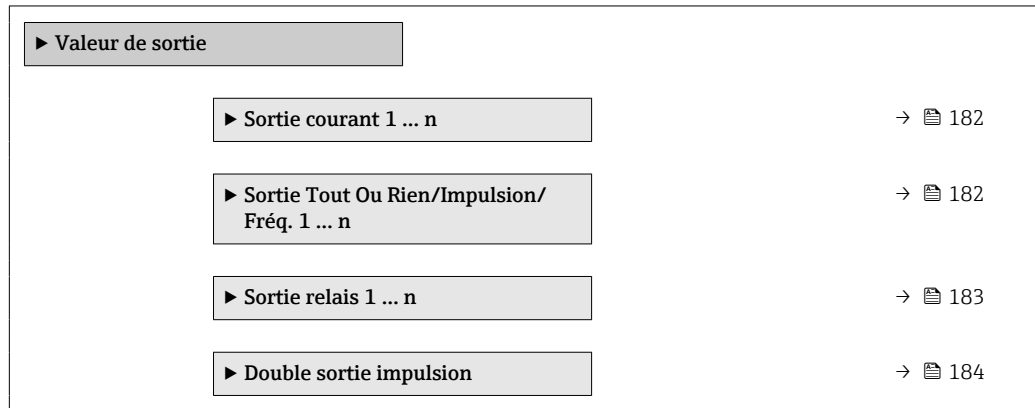 ▶ Valeur de sortie
▶ Sortie courant 1 ... n → 182
▶ Sortie Tout Ou Rien/Impulsion/ → 182
Fréq. 1 ... n
▶ Sortie relais 1 ... n → 183
▶ Double sortie impulsion → 184